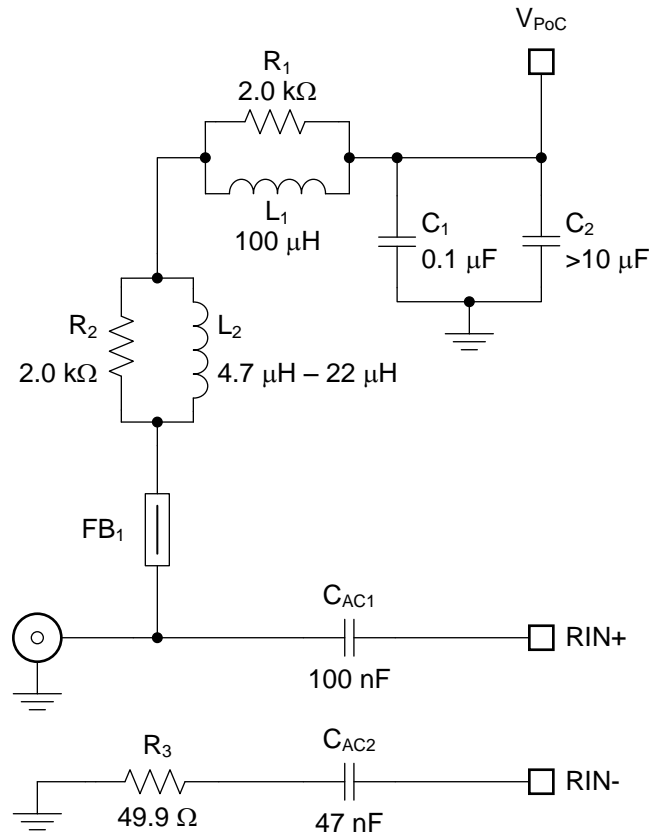 V_PoC
R_1
2.0 kΩ
L_1
100 μH
C_1
0.1 μF
C_2
>10 μF
R_2
2.0 kΩ
L_2
4.7 μH – 22 μH
FB_1
C_AC1
100 nF
RIN+
R_3
49.9 Ω
C_AC2
47 nF
RIN-